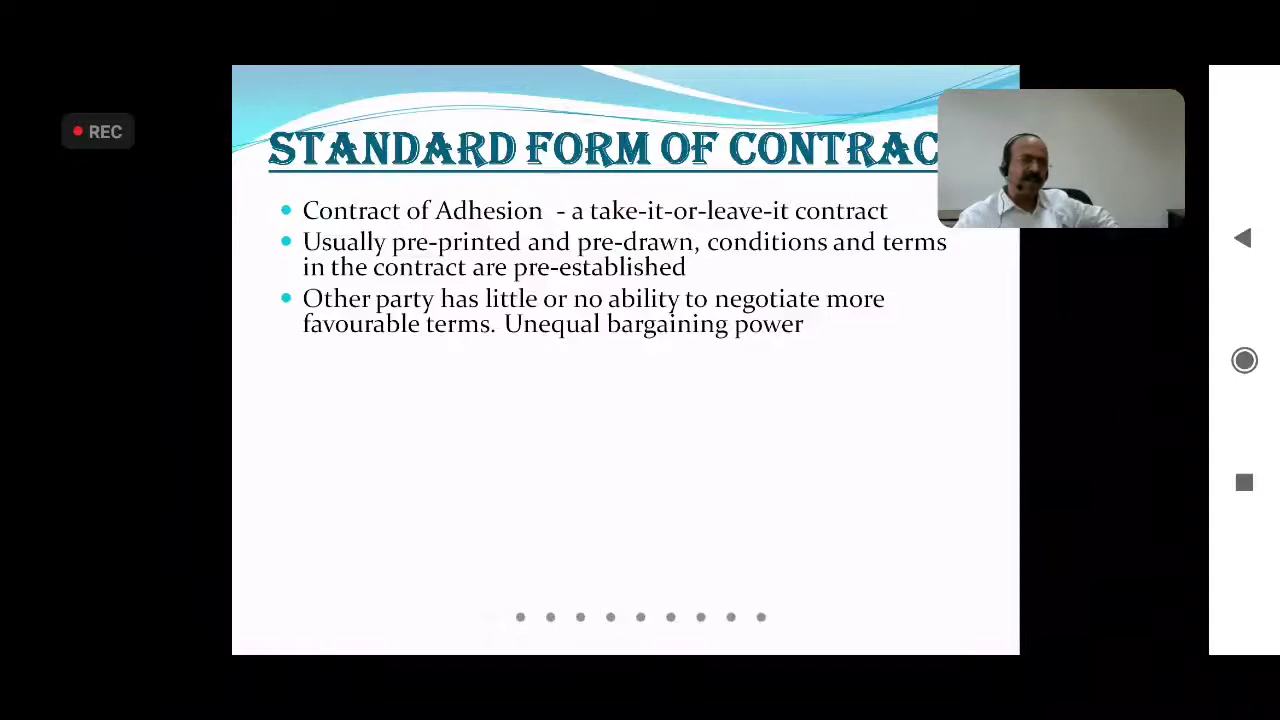 REC
STANDARD FORM OF CONTRAC
Contract of Adhesion - a take-it-or-leave-it contract
Usually pre-printed and pre-drawn, conditions and terms
in the contract are pre-established
Other party has little or no ability to negotiate more
favourable terms. Unequal bargaining power